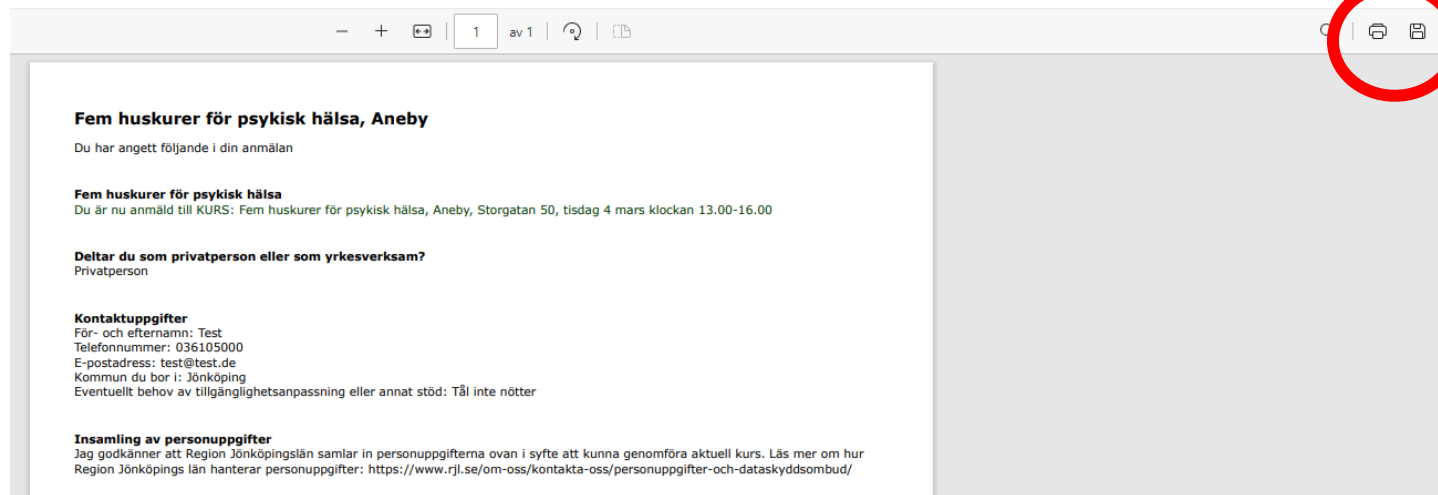 1 av 1
Fem huskurer för psykisk hälsa, Aneby
Du har angett följande i din anmälan
Fem huskurer för psykisk hälsa
Du är nu anmäld till KURS: Fem huskurer för psykisk hälsa, Aneby, Storgatan 50, tisdag 4 mars klockan 13.00-16.00
Deltar du som privatperson eller som yrkesverksam?
Privatperson
Kontaktuppgifter
För- och efternamn: Test
Telefonnummer: 036105000
E-postadress: test@test.de
Kommun du bor i: Jönköping
Eventuellt behov av tillgänglighetsanpassning eller annat stöd: Tål inte nötter
Insamling av personuppgifter
Jag godkänner att Region Jönköpingslän samlar in personuppgifterna ovan i syfte att kunna genomföra aktuell kurs. Läs mer om hur
Region Jönköpings län hanterar personuppgifter: https://www.rjl.se/om-oss/kontakta-oss/personuppgifter-och-dataskyddsombud/